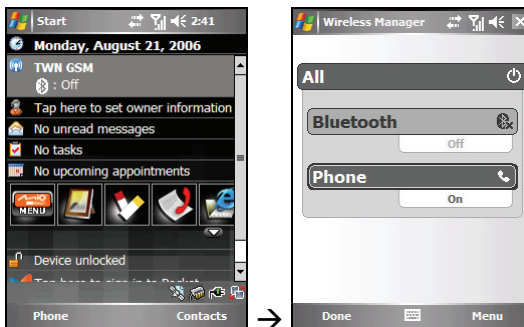 Start 2:41
Monday, August 21, 2006
TWN GSM
: Off
Tap here to set owner information
No unread messages
No tasks
No upcoming appointments
Mio
MENU
Device unlocked
Tap here to sign in to Pocket
Phone Contacts
→
Wireless Manager
All
Bluetooth
Off
Phone
On
Done Menu